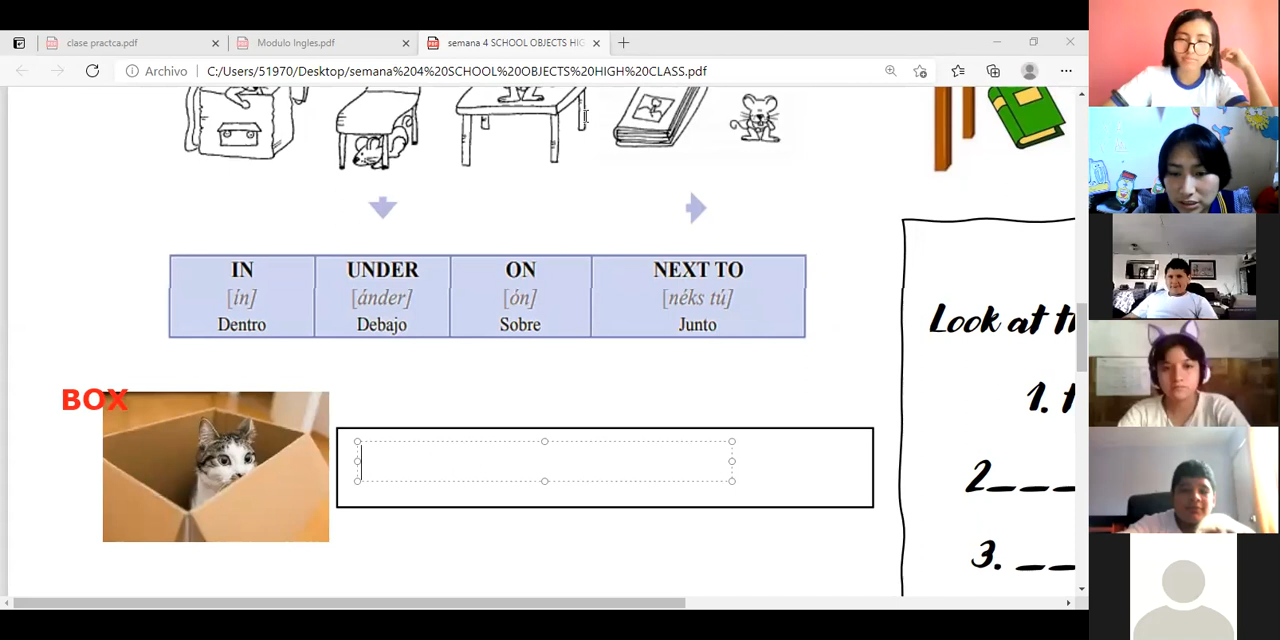 clase practca.pdf
Modulo Ingles.pdf
semana 4 SCHOOL OBJECTS HIG
Archivo
C:/Users/51970/Desktop/semana%204%20SCHOOL%20OBJECTS%20HIGH%20CLASS.pdf
IN UNDER ON NEXT TO
[ín] [ánder] [ón] [néks tú]
Dentro Debajo Sobre Junto
BOX
Look at
1.
2____
3. ___